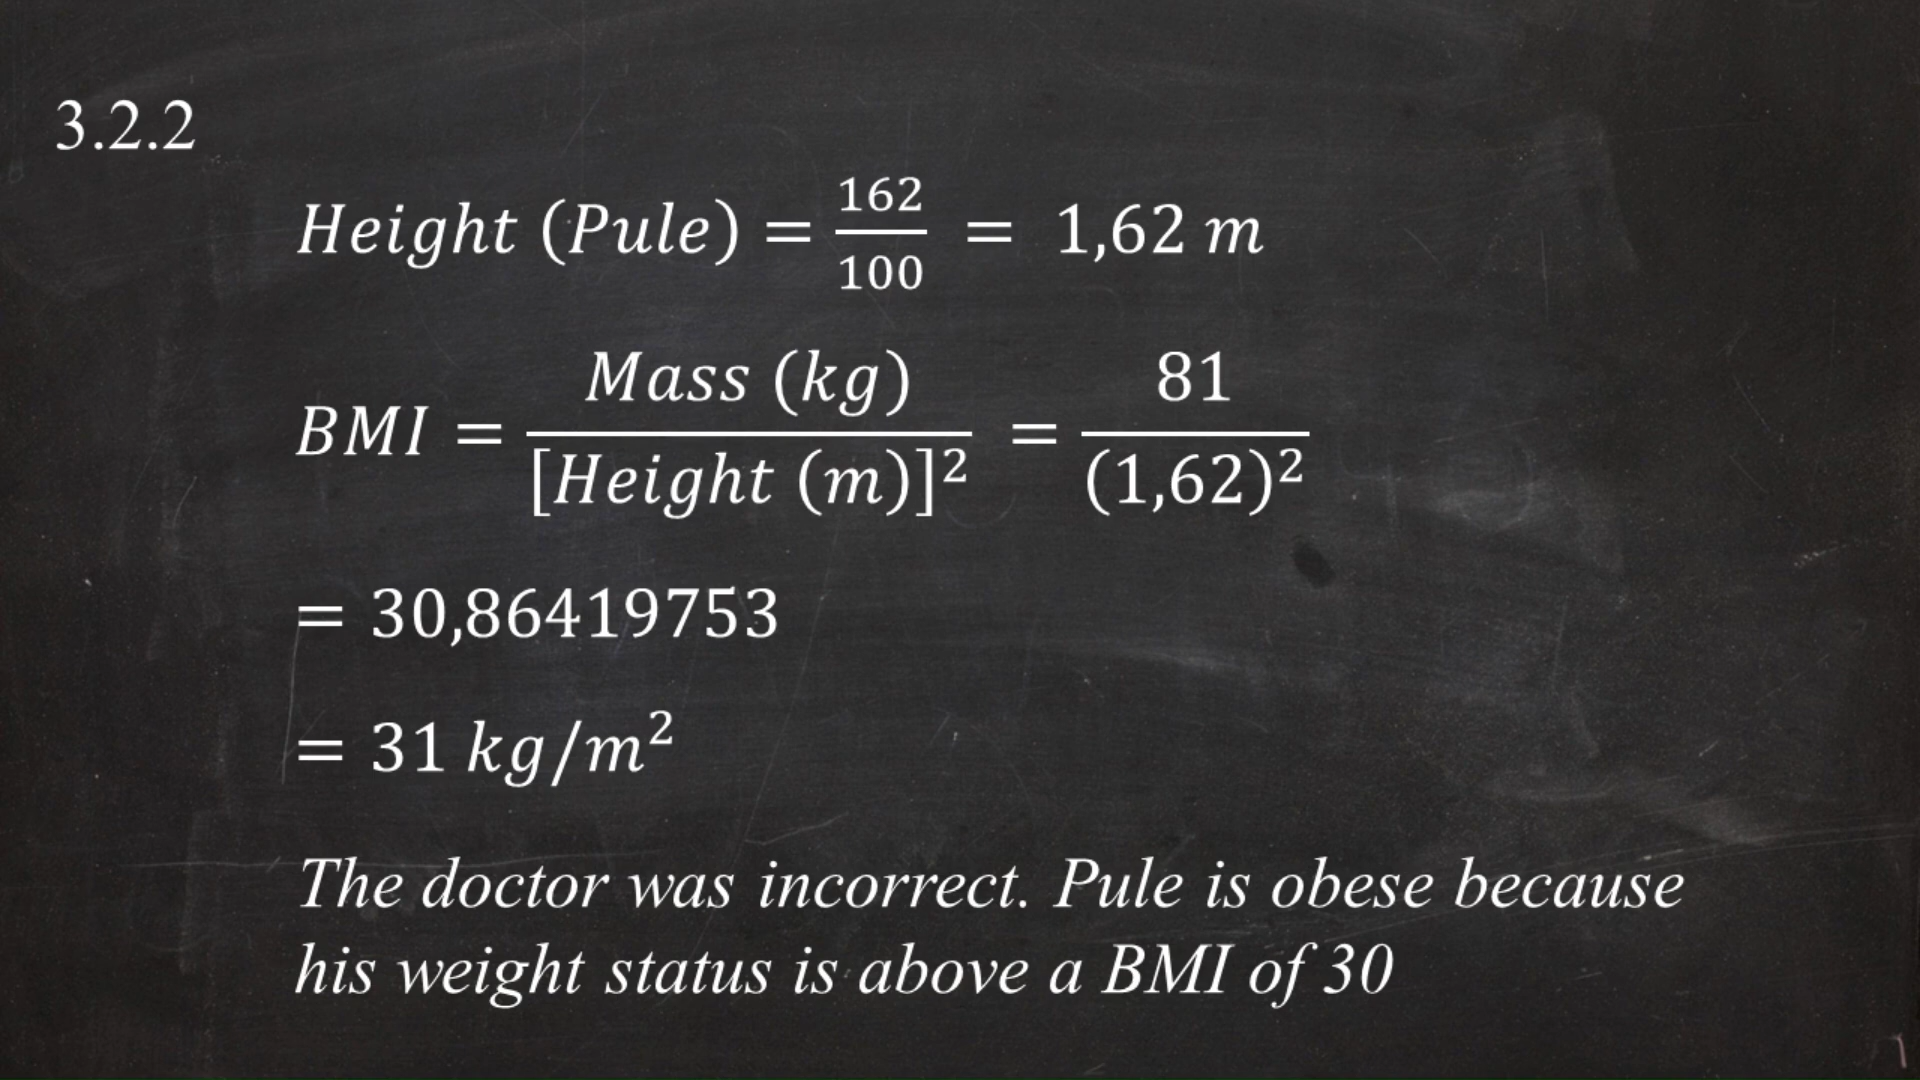 3.2.2
Height (Pule) = 162/100 = 1,62 m
BMI = Mass (kg)/[Height (m)]² = 81/(1,62)²
= 30,86419753
= 31 kg/m²
The doctor was incorrect. Pule is obese because
his weight status is above a BMI of 30